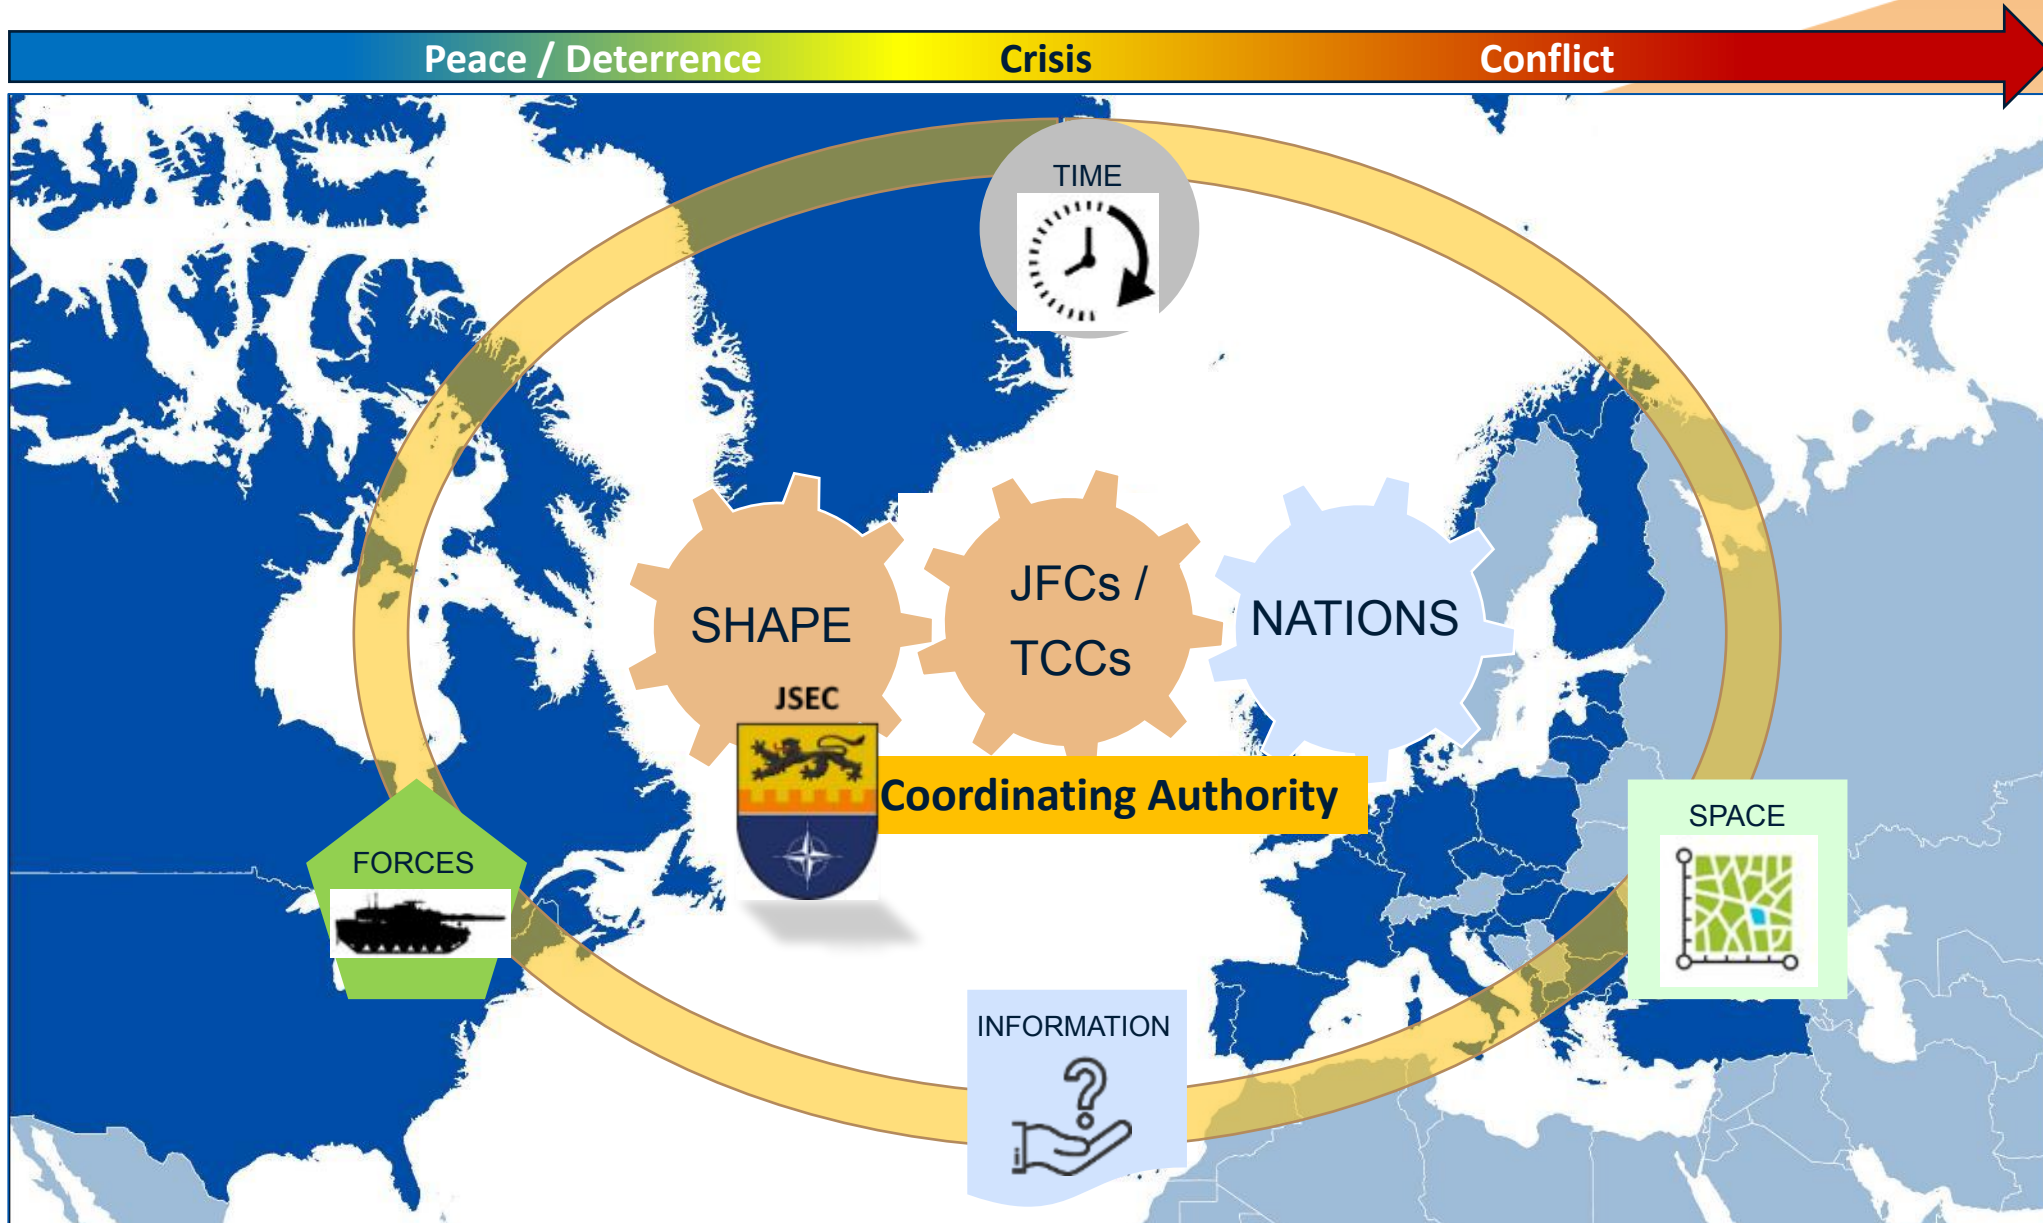 Peace / Deterrence
Crisis
Conflict
TIME
SHAPE
JFCs /
TCCs
NATIONS
JSEC
Coordinating Authority
FORCES
SPACE
INFORMATION